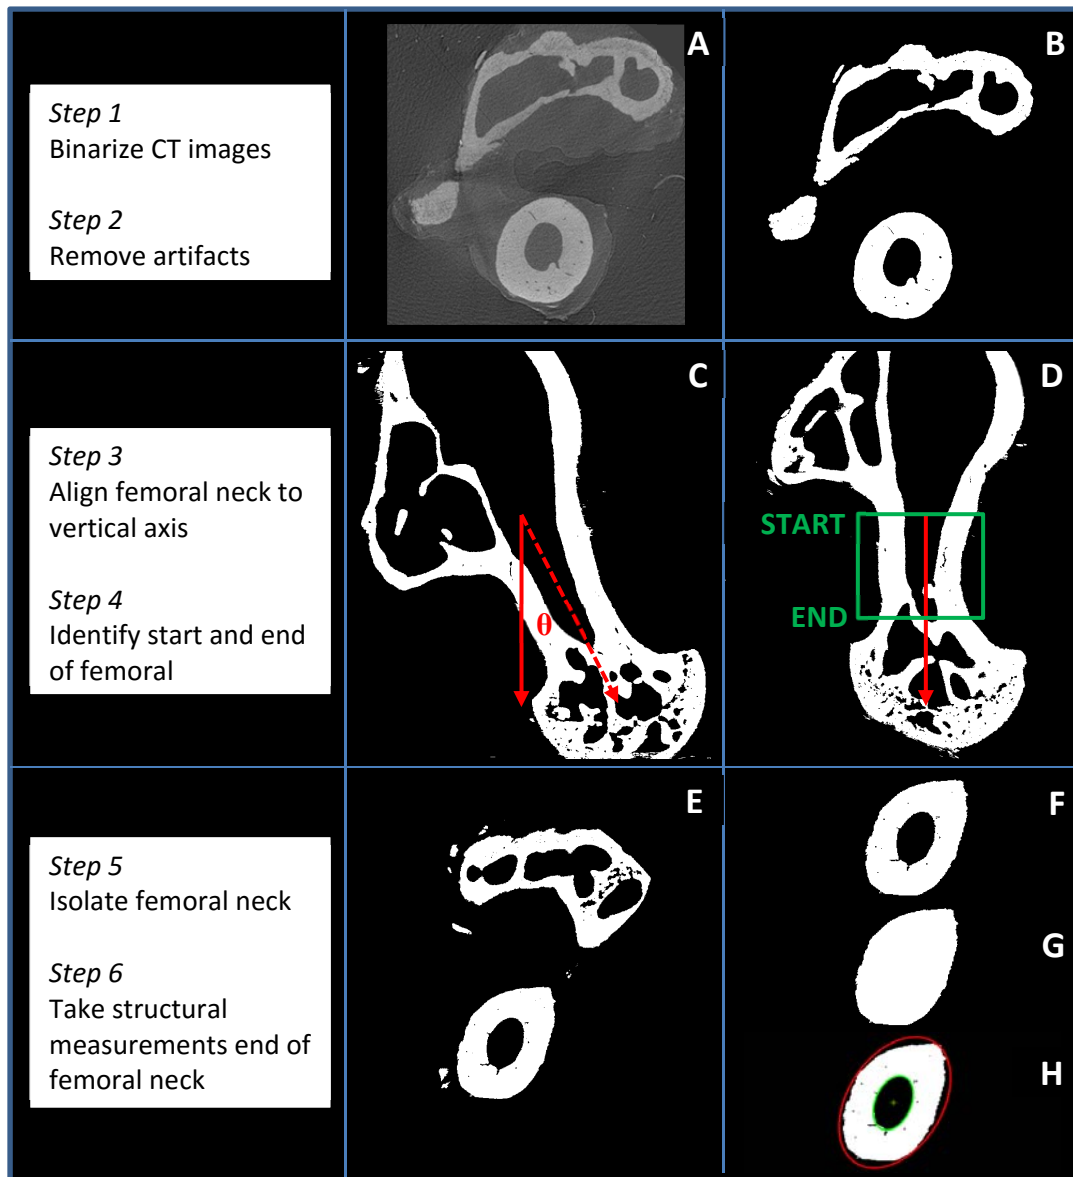 Step 1
Binarize CT images
Step 2
Remove artifacts
A
B
Step 3
Align femoral neck to
vertical axis
Step 4
Identify start and end
of femoral
C
θ
D
START
END
Step 5
Isolate femoral neck
Step 6
Take structural
measurements end of
femoral neck
E
F
G
H